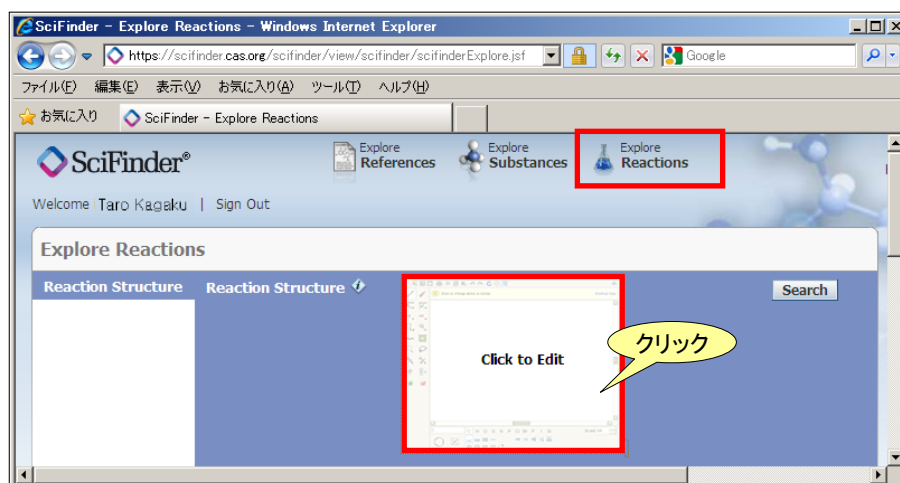 SciFinder - Explore Reactions - Windows Internet Explorer
https://scifinder.cas.org/scifinder/view/scifinder/scifinderExplore.jsf
Google
ファイル(F) 編集(E) 表示(V) お気に入り(A) ツール(T) ヘルプ(H)
お気に入り SciFinder - Explore Reactions
SciFinder®
Explore References
Explore Substances
Explore Reactions
Welcome Taro Kagaku | Sign Out
Explore Reactions
Reaction Structure Reaction Structure Search
Click to Edit
クリック